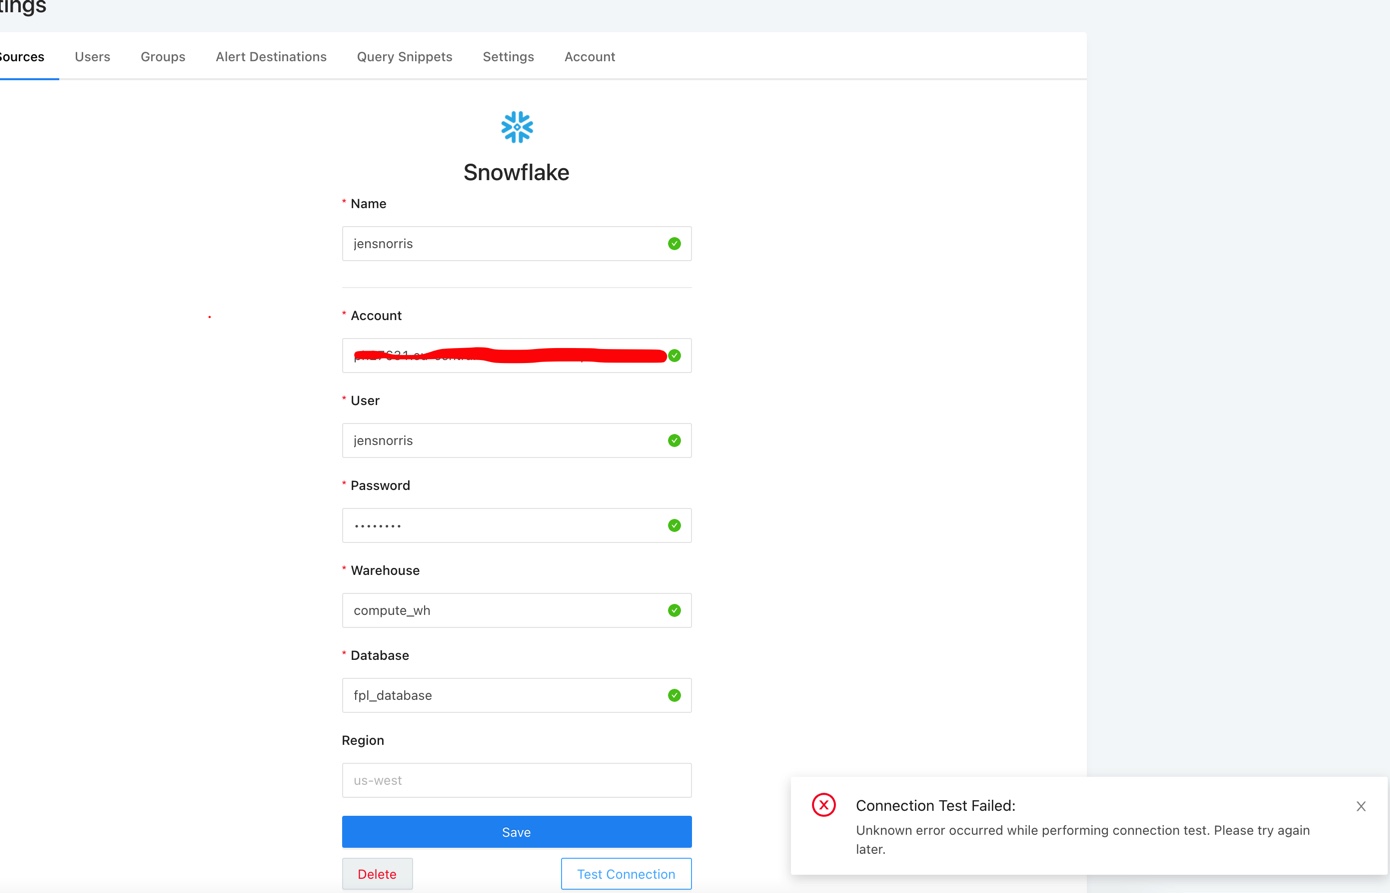 tings
Sources
Users
Groups
Alert Destinations
Query Snippets
Settings
Account
Snowflake
* Name
jensnorris
* Account
* User
jensnorris
* Password
••••••••
* Warehouse
compute_wh
* Database
fpl_database
Region
us-west
Save
Delete
Test Connection
Connection Test Failed:
Unknown error occurred while performing connection test. Please try again
later.